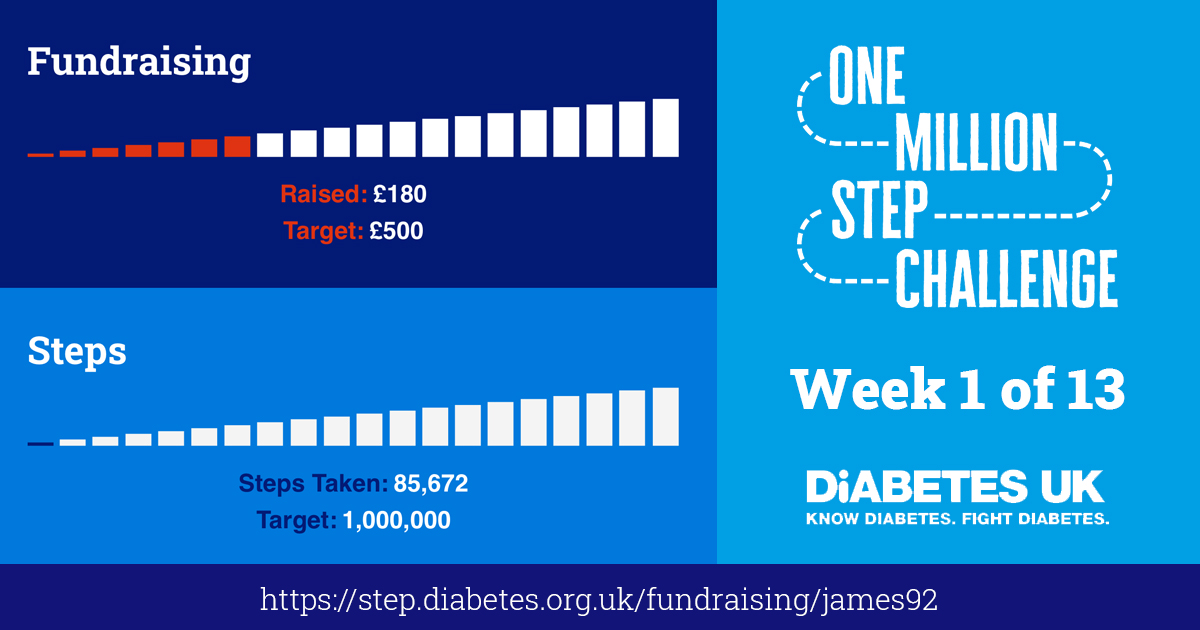 Fundraising
Raised: £180
Target: £500
Steps
Steps Taken: 85,672
Target: 1,000,000
ONE
MILLION
STEP
CHALLENGE
Week 1 of 13
DiABETES UK
KNOW DIABETES. FIGHT DIABETES.
https://step.diabetes.org.uk/fundraising/james92